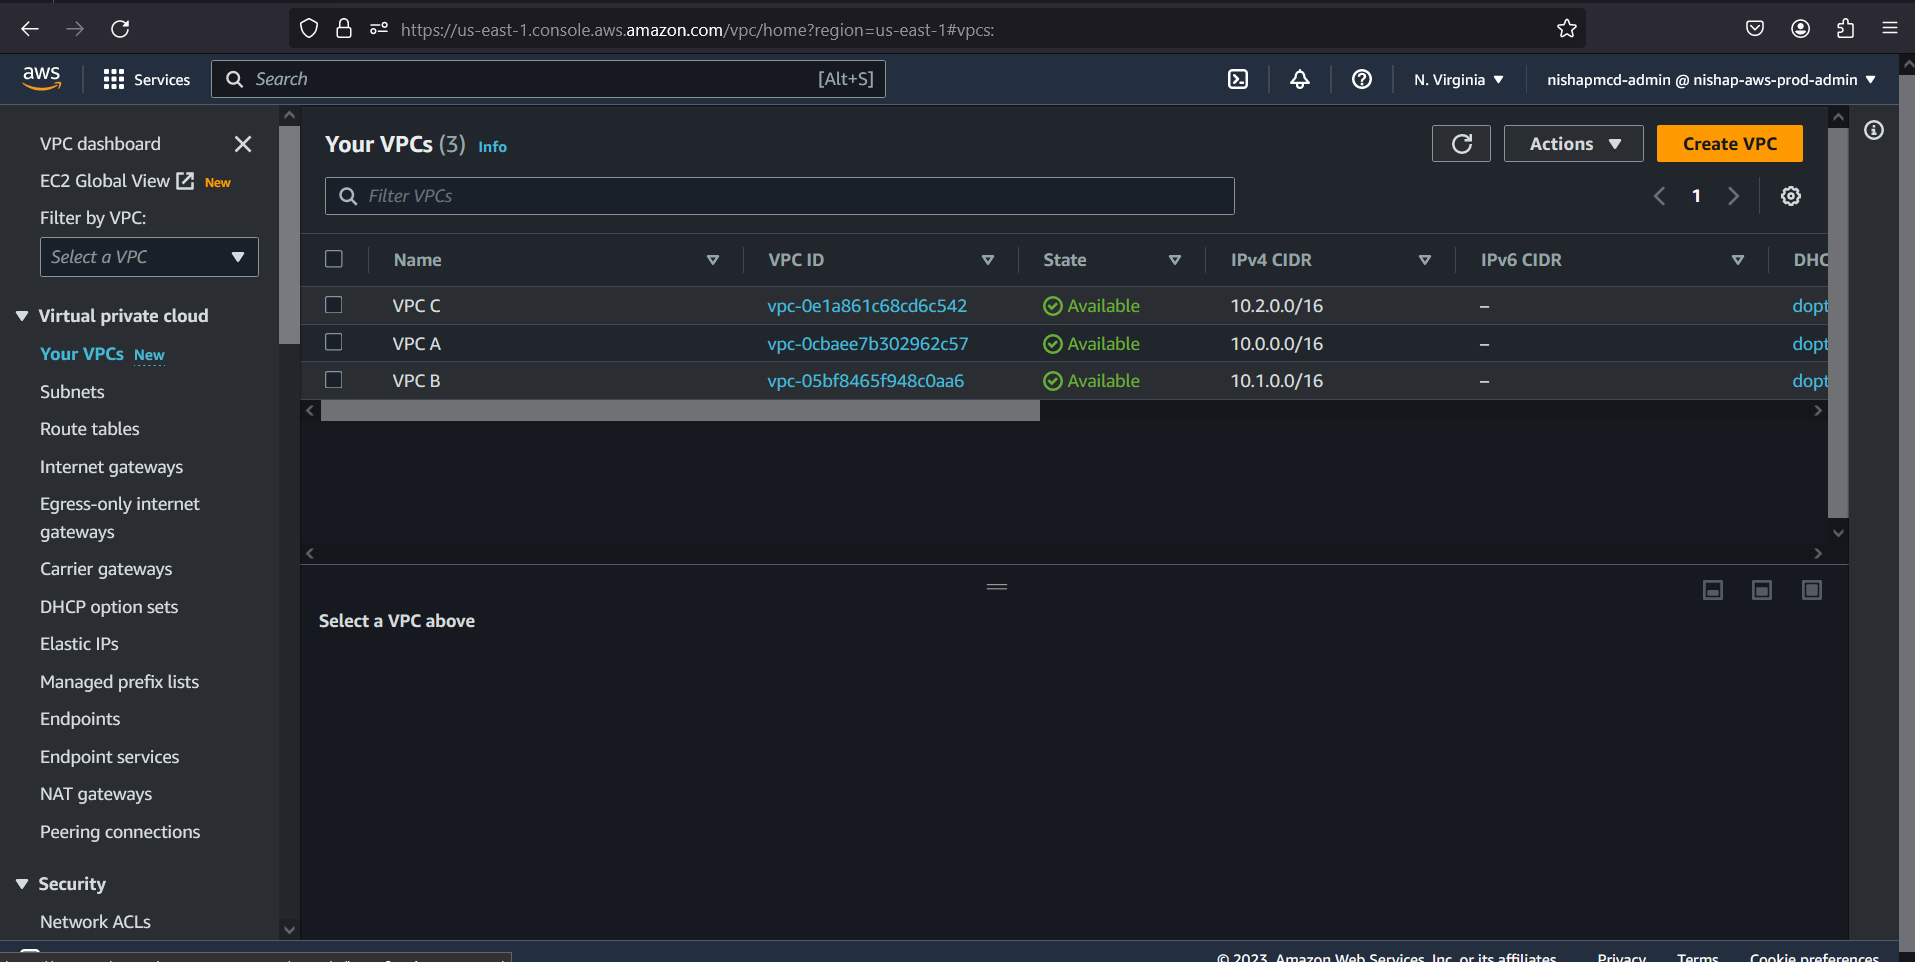 https://us-east-1.console.aws.amazon.com/vpc/home?region=us-east-1#vpcs:
aws
Services
Search
[Alt+S]
N. Virginia
nishapmcd-admin @ nishap-aws-prod-admin
VPC dashboard
EC2 Global View New
Filter by VPC:
Select a VPC
Virtual private cloud
Your VPCs New
Subnets
Route tables
Internet gateways
Egress-only internet
gateways
Carrier gateways
DHCP option sets
Elastic IPs
Managed prefix lists
Endpoints
Endpoint services
NAT gateways
Peering connections
Security
Network ACLs
Your VPCs (3) Info
Actions
Create VPC
Filter VPCs
1
Name VPC ID State IPv4 CIDR IPv6 CIDR DHC
VPC C vpc-0e1a861c68cd6c542 Available 10.2.0.0/16 – dopt
VPC A vpc-0cbaee7b302962c57 Available 10.0.0.0/16 – dopt
VPC B vpc-05bf8465f948c0aa6 Available 10.1.0.0/16 – dopt
Select a VPC above
© 2023, Amazon Web Services, Inc. or its affiliates. Privacy Terms Cookie preferences